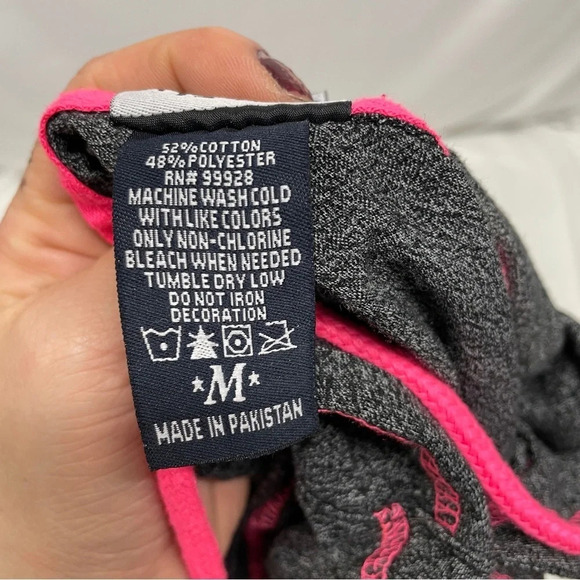 52% COTTON
48% POLYESTER
RN# 99928
MACHINE WASH COLD
WITH LIKE COLORS
ONLY NON-CHLORINE
BLEACH WHEN NEEDED
TUMBLE DRY LOW
DO NOT IRON
DECORATION
★M★
MADE IN PAKISTAN